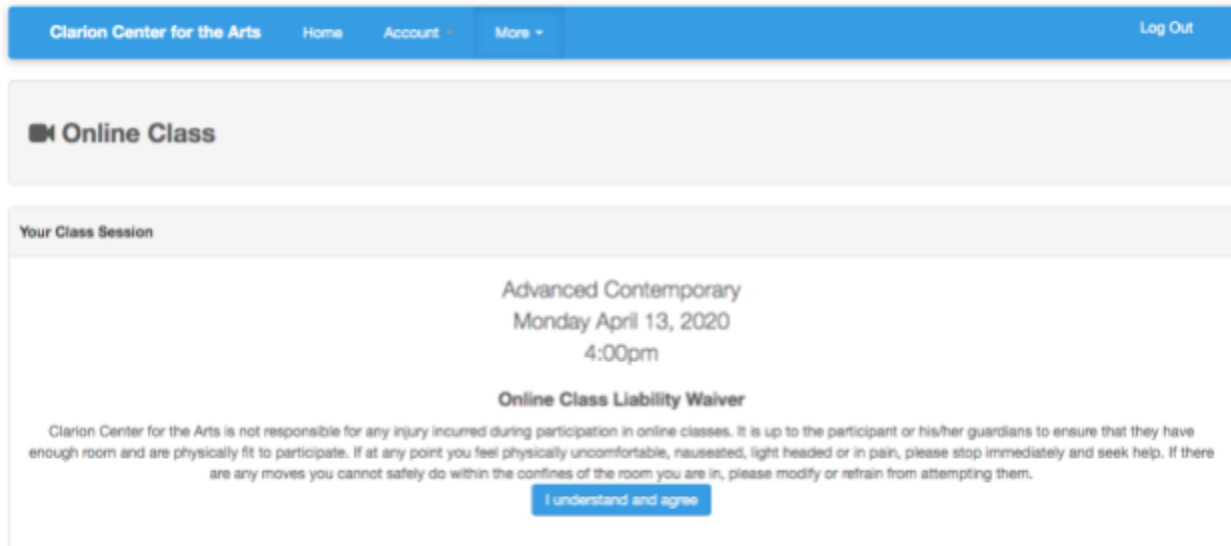 Clarion Center for the Arts Home Account More Log Out
Online Class
Your Class Session
Advanced Contemporary
Monday April 13, 2020
4:00pm
Online Class Liability Waiver
Clarion Center for the Arts is not responsible for any injury incurred during participation in online classes. It is up to the participant or his/her guardians to ensure that they have
enough room and are physically fit to participate. If at any point you feel physically uncomfortable, nauseated, light headed or in pain, please stop immediately and seek help. If there
are any moves you cannot safely do within the confines of the room you are in, please modify or refrain from attempting them.
I understand and agree